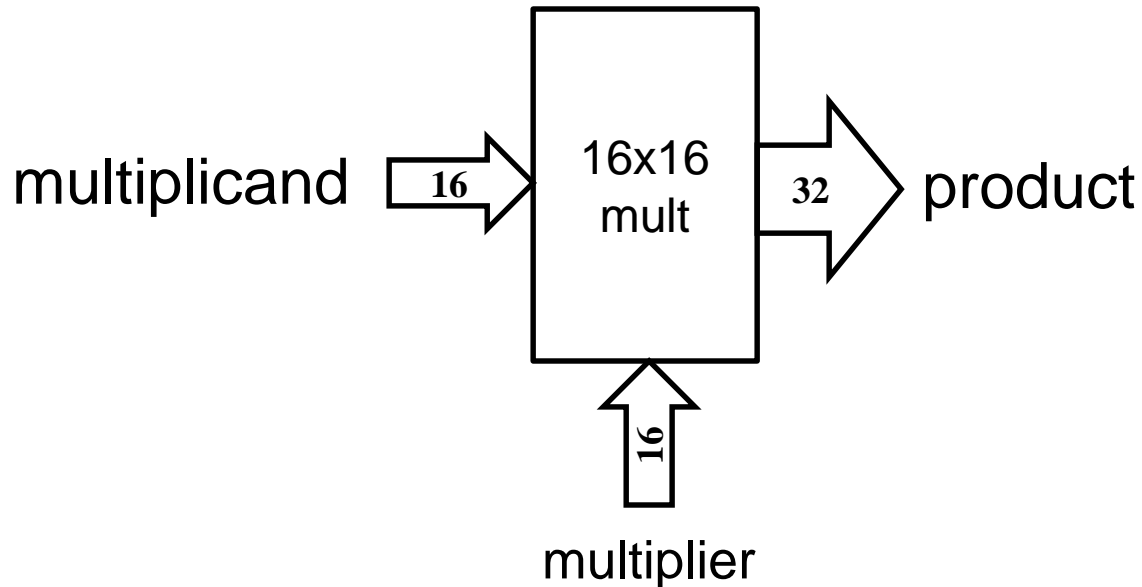 multiplicand
16
16x16
mult
32
product
16
multiplier